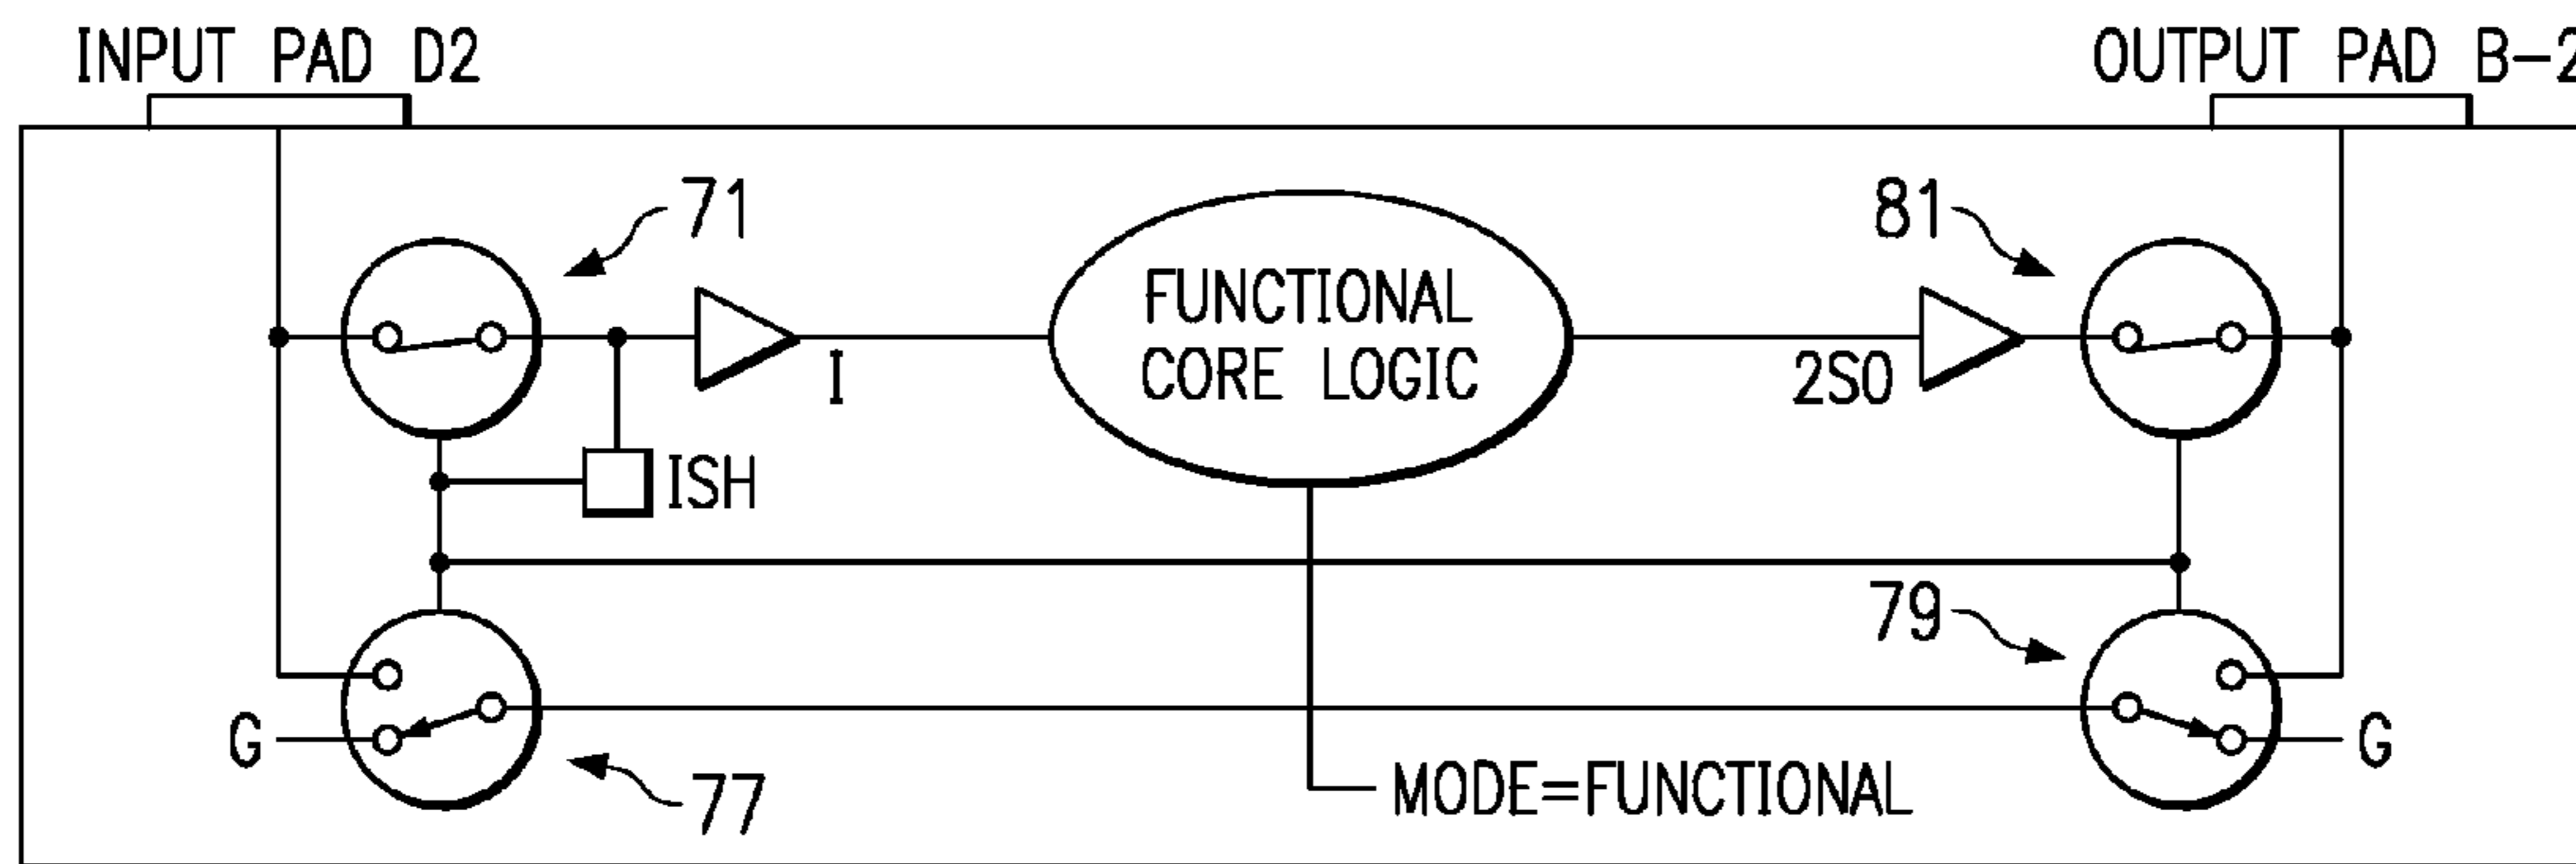 INPUT PAD D2
OUTPUT PAD B-2
71
81
FUNCTIONAL
CORE LOGIC
I
2SO
ISH
79
G
G
77
MODE=FUNCTIONAL